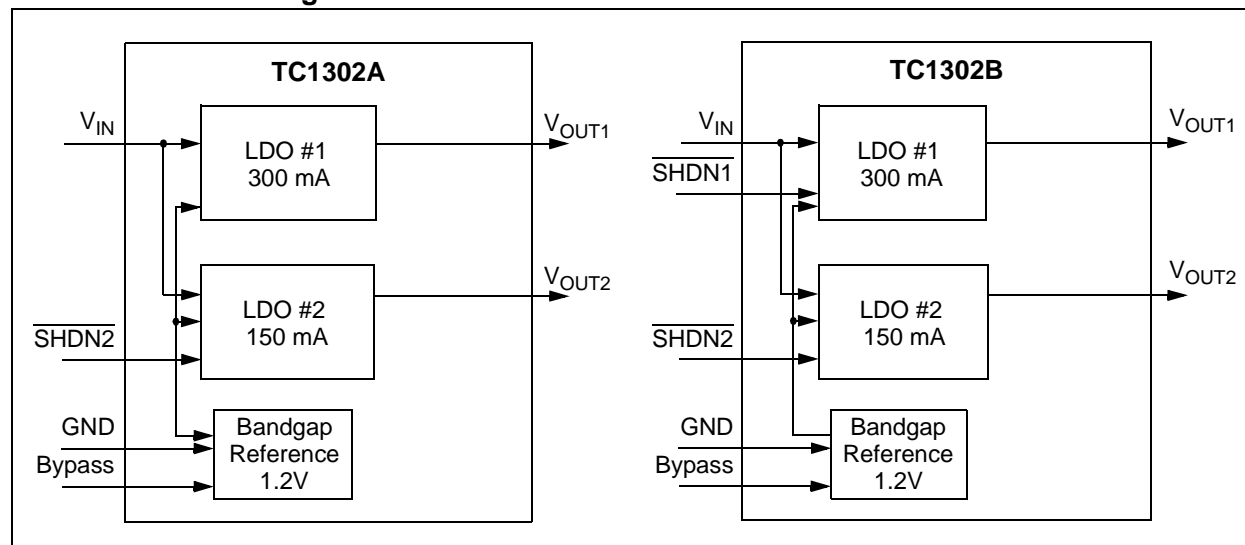 TC1302A
V_IN
LDO #1
300 mA
V_OUT1
LDO #2
150 mA
V_OUT2
SHDN2
GND
Bypass
Bandgap
Reference
1.2V
TC1302B
V_IN
SHDN1
LDO #1
300 mA
V_OUT1
LDO #2
150 mA
V_OUT2
SHDN2
GND
Bypass
Bandgap
Reference
1.2V